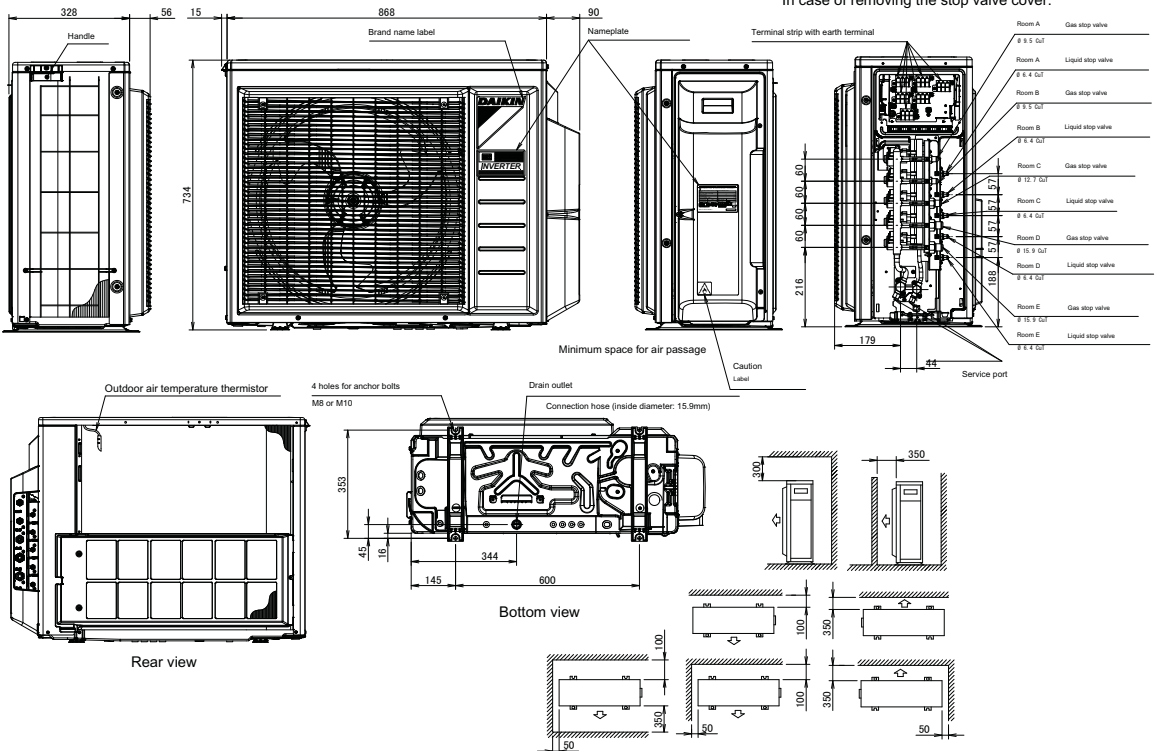 In case of removing the stop valve cover.
328
56
15
868
90
Handle
Brand name label
Nameplate
Terminal strip with earth terminal
Room A Gas stop valve
Ø 9.5 CuT
Room A Liquid stop valve
Ø 6.4 CuT
Room B Gas stop valve
Ø 9.5 CuT
Room B Liquid stop valve
Ø 6.4 CuT
Room C Gas stop valve
Ø 12.7 CuT
Room C Liquid stop valve
Ø 6.4 CuT
Room D Gas stop valve
Ø 15.9 CuT
Room D Liquid stop valve
Ø 6.4 CuT
Room E Gas stop valve
Ø 15.9 CuT
Room E Liquid stop valve
Ø 6.4 CuT
DAIKIN
INVERTER
734
60
60
60
60
216
57
57
57
57
188
179
44
Service port
Minimum space for air passage
Caution
Label
Outdoor air temperature thermistor
4 holes for anchor bolts
M8 or M10
Drain outlet
Connection hose (inside diameter: 15.9mm)
353
45
16
344
145
600
Bottom view
Rear view
300
350
100
350
100
350
50
100
50
350
50